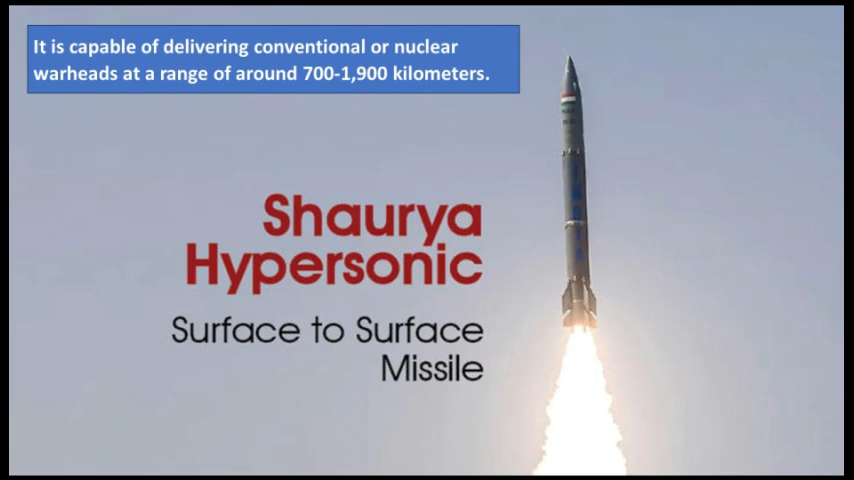 It is capable of delivering conventional or nuclear
warheads at a range of around 700-1,900 kilometers.
Shaurya
Hypersonic
Surface to Surface
Missile